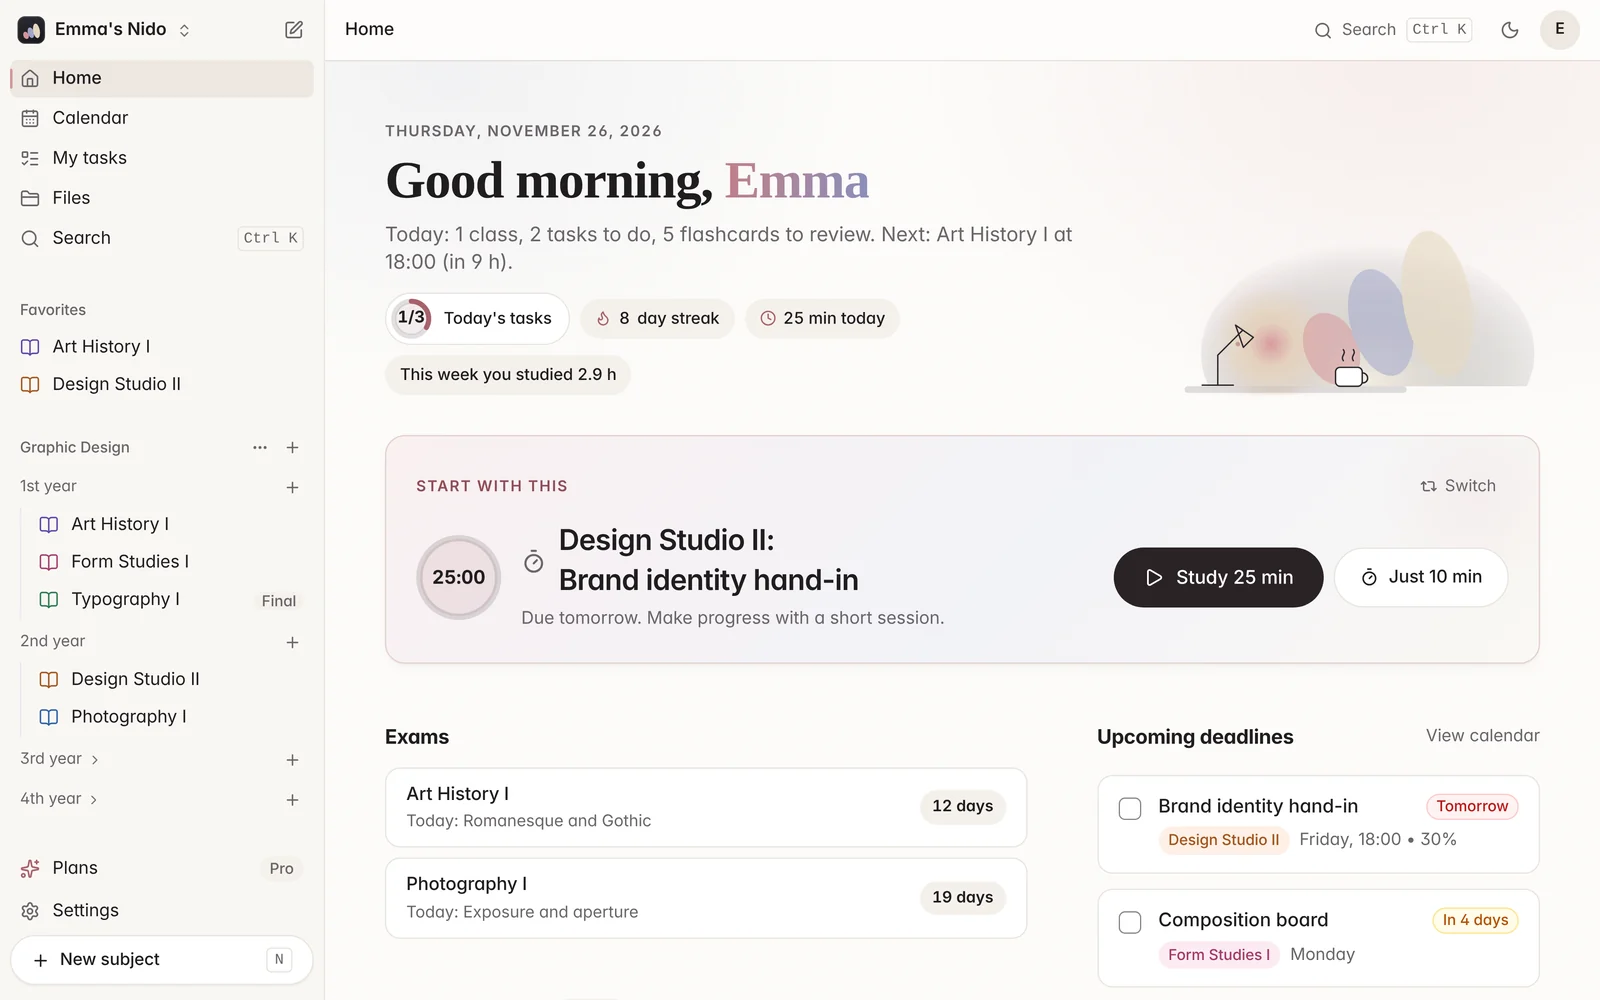 Emma's Nido
Home
Calendar
My tasks
Files
Search Ctrl K
Favorites
Art History I
Design Studio II
Graphic Design
1st year
Art History I
Form Studies I
Typography I Final
2nd year
Design Studio II
Photography I
3rd year
4th year
Plans Pro
Settings
New subject N
Home
Search Ctrl K
E
THURSDAY, NOVEMBER 26, 2026
Good morning, Emma
Today: 1 class, 2 tasks to do, 5 flashcards to review. Next: Art History I at
18:00 (in 9 h).
1/3 Today's tasks
8 day streak
25 min today
This week you studied 2.9 h
START WITH THIS
Switch
25:00
Design Studio II:
Brand identity hand-in
Due tomorrow. Make progress with a short session.
Study 25 min
Just 10 min
Exams
Art History I
Today: Romanesque and Gothic
12 days
Photography I
Today: Exposure and aperture
19 days
Upcoming deadlines
View calendar
Brand identity hand-in
Tomorrow
Design Studio II Friday, 18:00 • 30%
Composition board
In 4 days
Form Studies I Monday